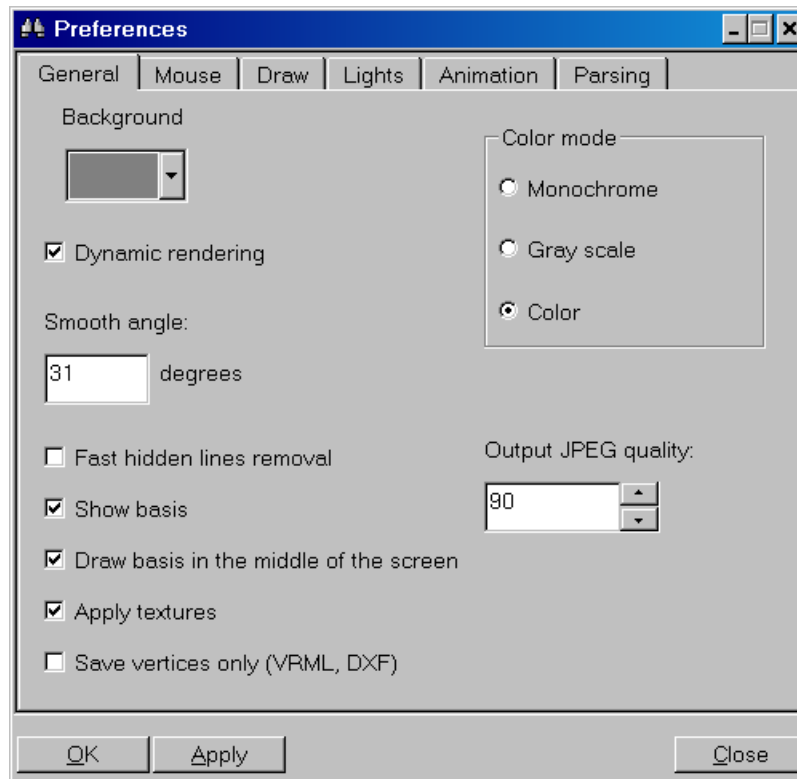 Preferences
General Mouse Draw Lights Animation Parsing
Background
Color mode
Monochrome
Dynamic rendering
Gray scale
Color
Smooth angle:
31 degrees
Fast hidden lines removal
Output JPEG quality:
90
Show basis
Draw basis in the middle of the screen
Apply textures
Save vertices only (VRML, DXF)
OK Apply Close